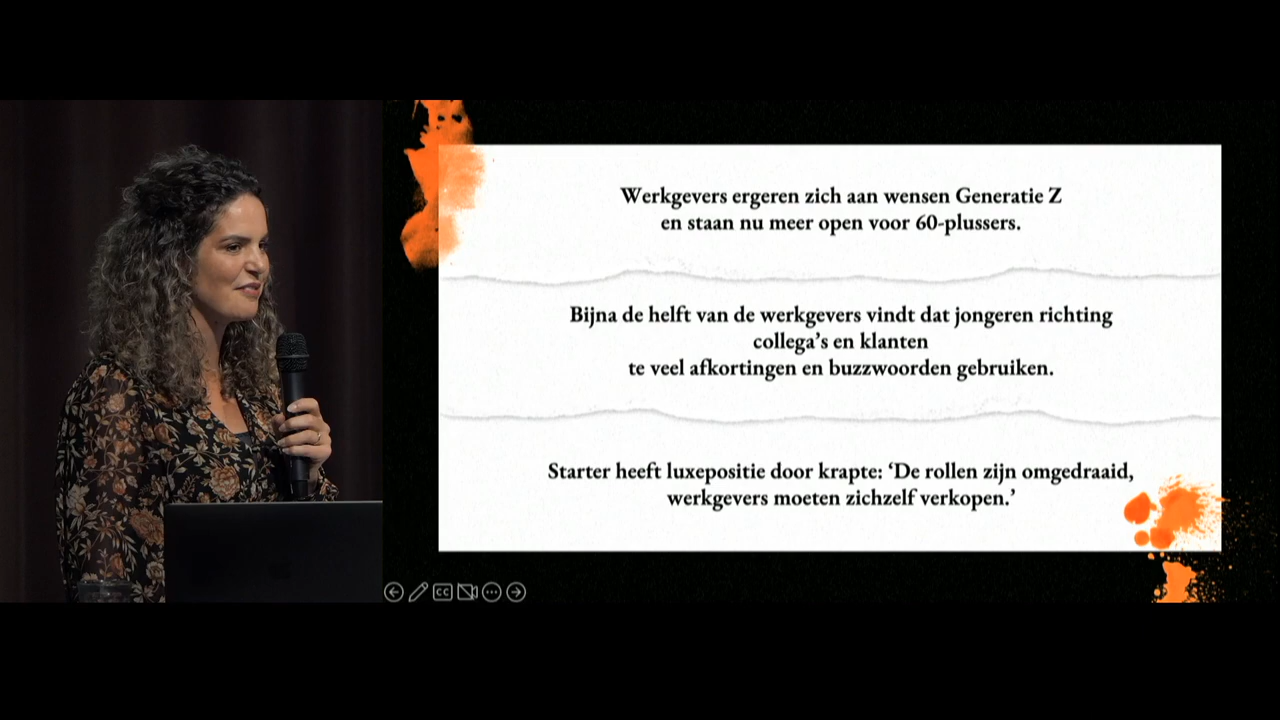 Werkgevers ergeren zich aan wensen Generatie Z
en staan nu meer open voor 60-plussers.
Bijna de helft van de werkgevers vindt dat jongeren richting
collega’s en klanten
te veel afkortingen en buzzwoorden gebruiken.
Starter heeft luxepositie door krapte: ‘De rollen zijn omgedraaid,
werkgevers moeten zichzelf verkopen.’
CC